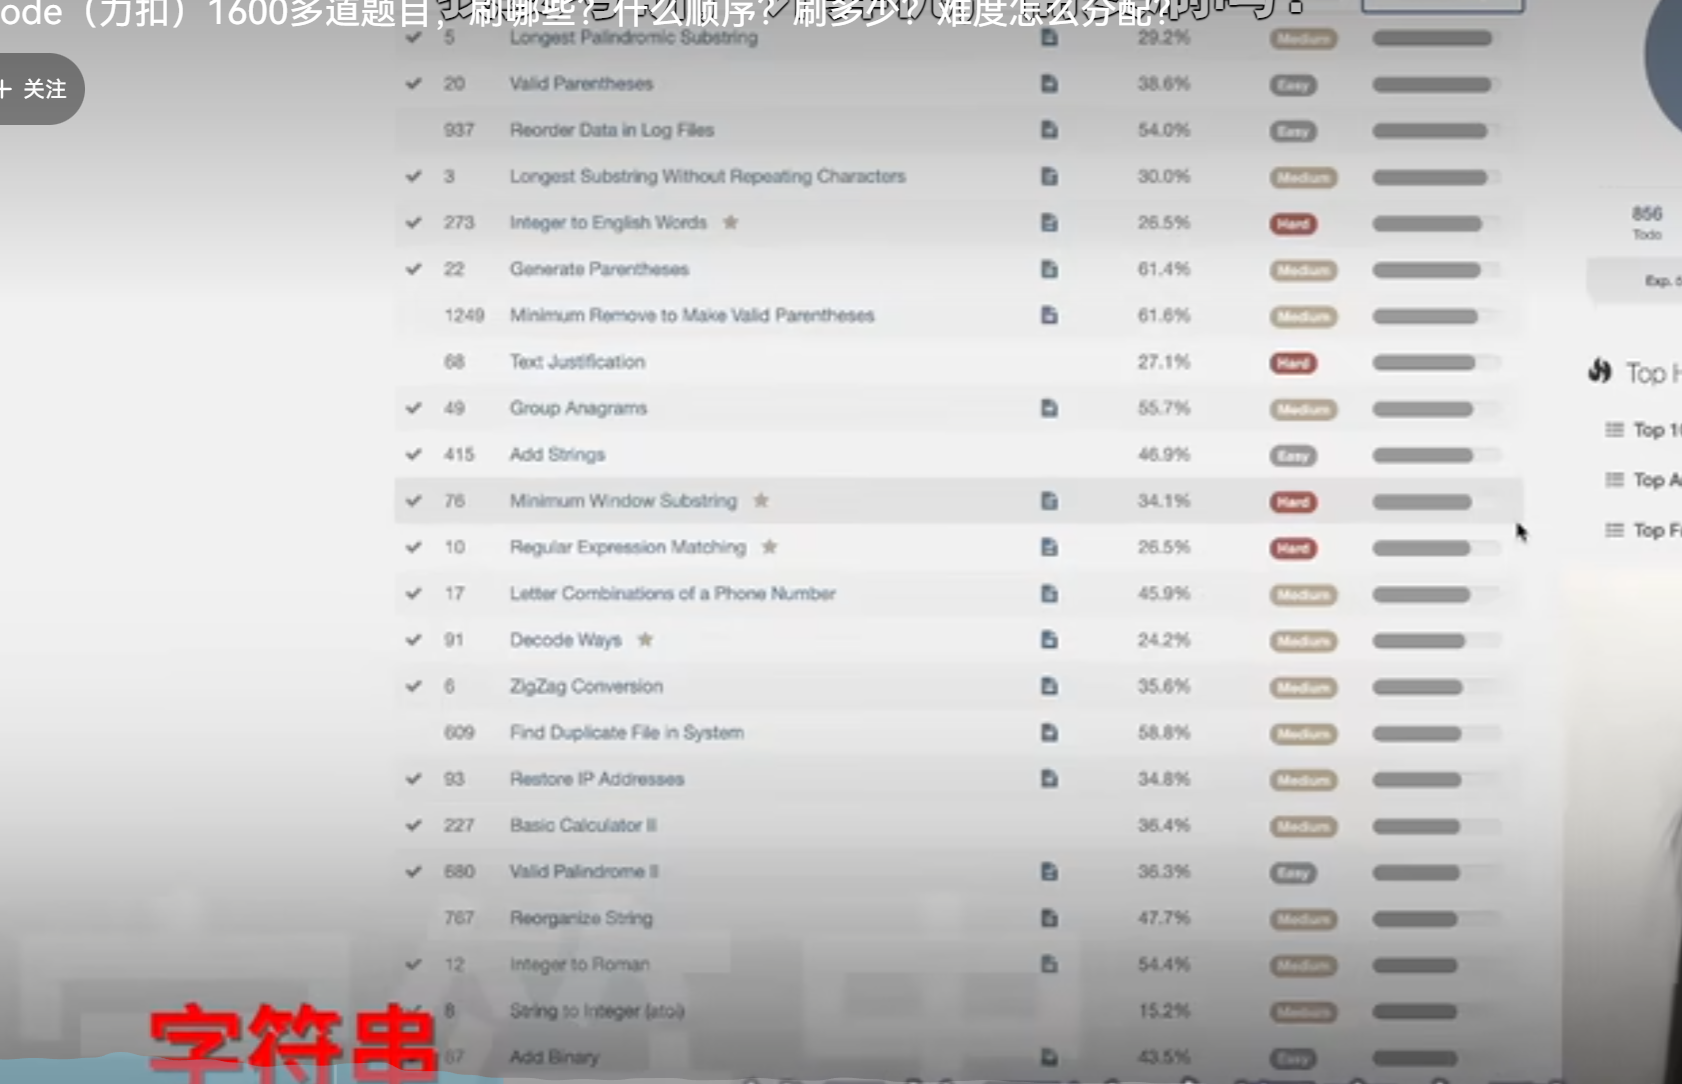 ode（力扣）1600多道题目，刷哪些？什么顺序？刷多少？难度怎么分配？
5 Longest Palindromic Substring 29.2% Medium
关注
20 Valid Parentheses 38.6% Easy
937 Reorder Data in Log Files 54.0% Easy
3 Longest Substring Without Repeating Characters 30.0% Medium
273 Integer to English Words 26.5% Hard
856
Todo
22 Generate Parentheses 61.4% Medium
Exp.
1249 Minimum Remove to Make Valid Parentheses 61.6% Medium
68 Text Justification 27.1% Hard
Top H
49 Group Anagrams 55.7% Medium
Top 10
415 Add Strings 46.9% Easy
Top A
76 Minimum Window Substring 34.1% Hard
Top F
10 Regular Expression Matching 26.5% Hard
17 Letter Combinations of a Phone Number 45.9% Medium
91 Decode Ways 24.2% Medium
6 ZigZag Conversion 35.6% Medium
609 Find Duplicate File in System 58.8% Medium
93 Restore IP Addresses 34.8% Medium
227 Basic Calculator II 36.4% Medium
680 Valid Palindrome II 36.3% Easy
767 Reorganize String 47.7% Medium
12 Integer to Roman 54.4% Medium
8 String to Integer (atoi) 15.2% Medium
字符串
67 Add Binary 43.5% Easy